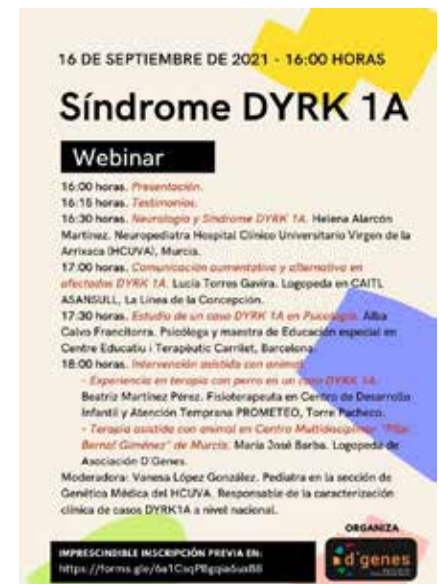 16 DE SEPTIEMBRE DE 2021 - 16:00 HORAS
Síndrome DYRK 1A
Webinar
16:00 horas. Presentación.
16:15 horas. Testimonios.
16:30 horas. Neurología y Síndrome DYRK 1A. Helena Alarcón
Martínez. Neuropediatra Hospital Clínico Universitario Virgen de la
Arrixaca (HCUVA), Murcia.
17:00 horas. Comunicación aumentativa y alternativa en
afectados DYRK 1A. Lucía Torres Gavira. Logopeda en CAITL
ASANSULL, La Línea de la Concepción.
17:30 horas. Estudio de un caso DYRK 1A en Psicología. Alba
Calvo Francitorra. Psicóloga y maestra de Educación especial en
Centre Educatiu i Terapèutic Carrilet, Barcelona.
18:00 horas. Intervención asistida con animal
- Experiencia en terapia con perro en un caso DYRK 1A.
Beatriz Martínez Pérez. Fisioterapeuta en Centro de Desarrollo
Infantil y Atención Temprana PROMETEO, Torre Pacheco.
- Terapia asistida con animal en Centro Multidisciplinar "Pilar
Bernal Giménez" de Murcia. María José Barba. Logopeda de
Asociación D'Genes.
Moderadora: Vanesa López González. Pediatra en la sección de
Genética Médica del HCUVA. Responsable de la caracterización
clínica de casos DYRK1A a nivel nacional.
ORGANIZA
IMPRESCINDIBLE INSCRIPCIÓN PREVIA EN:
d'genes